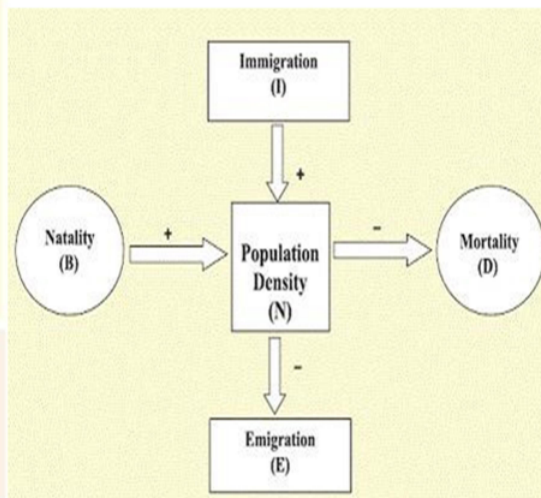 Immigration
(I)
+
Natality
(B)
+
Population
Density
(N)
–
Mortality
(D)
–
Emigration
(E)